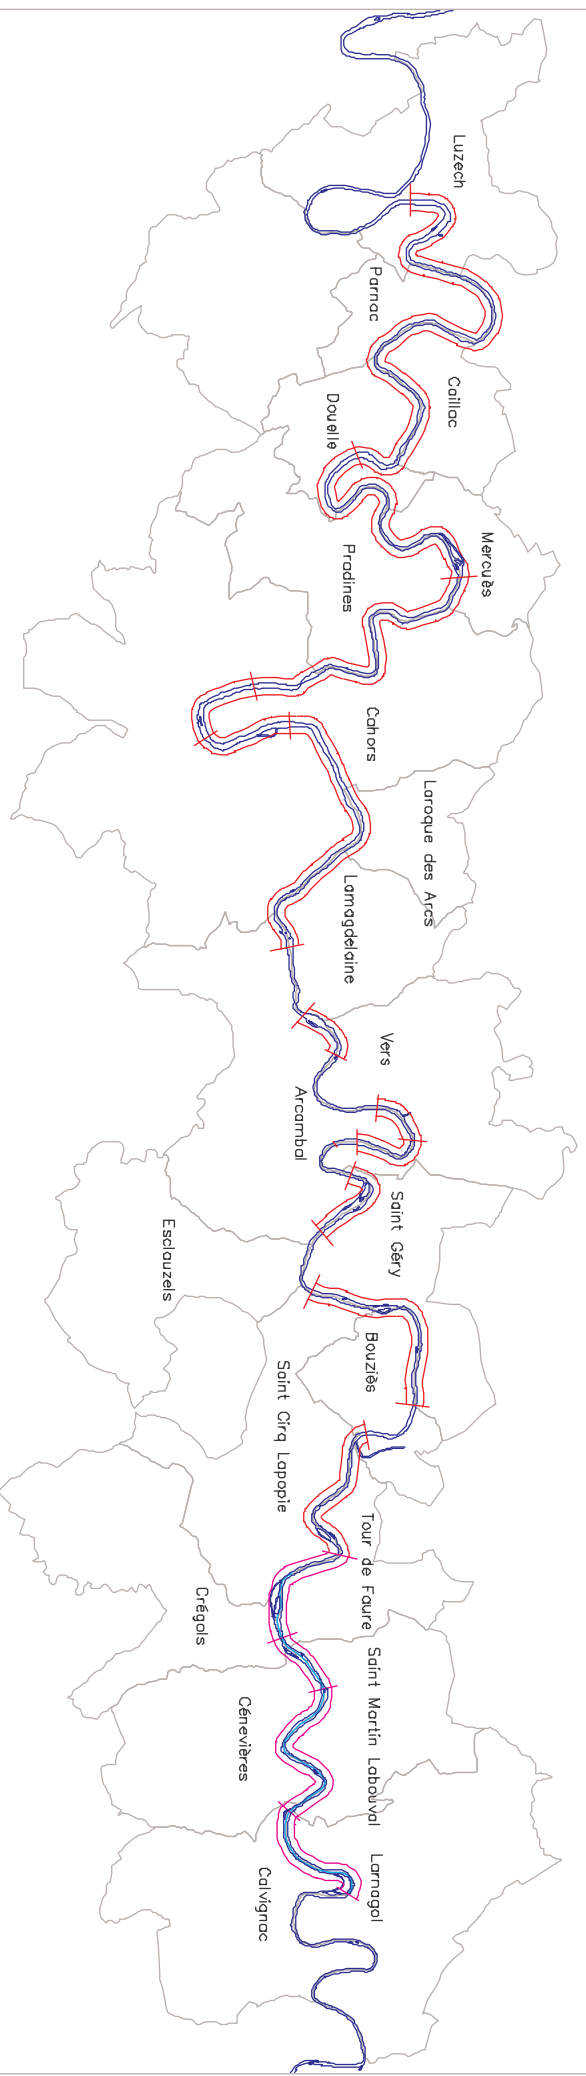 Luzech
Parnac
Caillac
Douelle
Mercuès
Pradines
Cahors
Laroque des Arcs
Lamagdelaine
Vers
Arcambal
Saint Géry
Esclauzels
Bouziès
Saint Cirq Lapopie
Tour de Faure
Crégols
Saint Martin Labouval
Cénevières
Larnagol
Calvignac